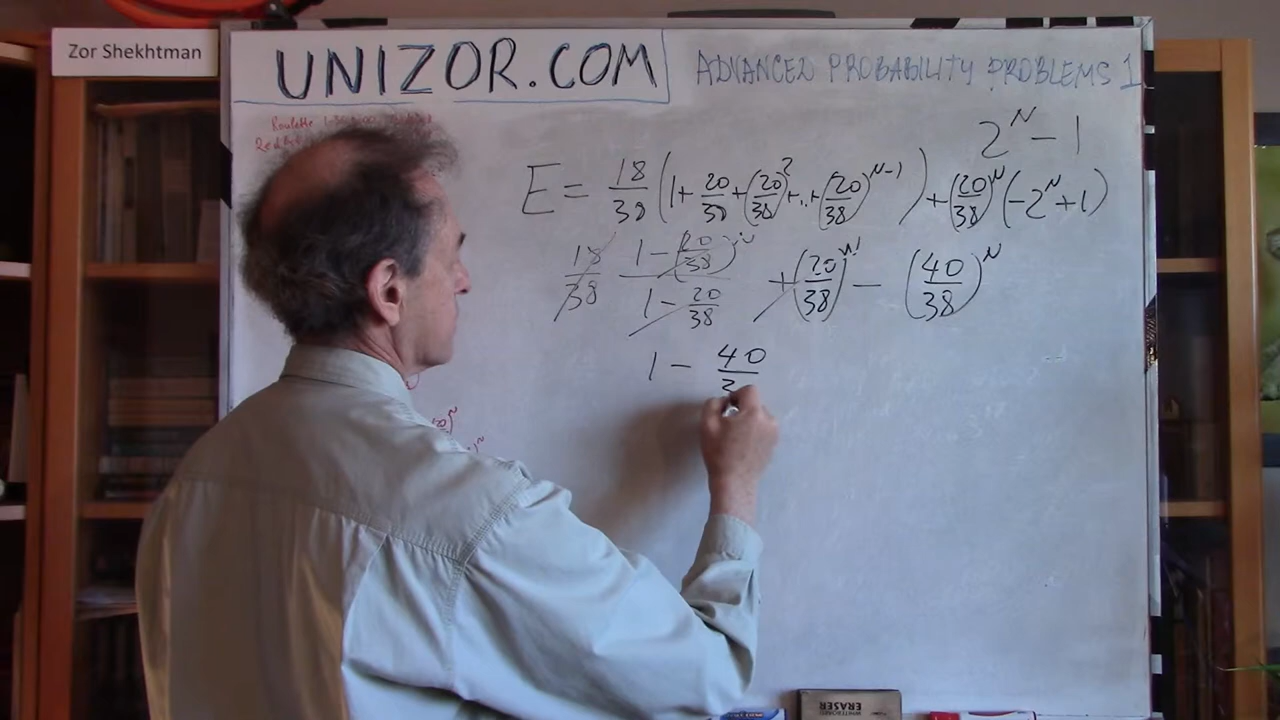 Zor Shekhtman
UNIZOR.COM
ADVANCED PROBABILITY PROBLEMS 1
Roulette
2^N - 1
E = 18/38 (1 + 20/38 + (20/38)^2 + .. + (20/38)^(N-1)) + (20/38)^N (-2^N + 1)
18/38 (1 - (20/38)^N)/(1 - 20/38) + (20/38)^N - (40/38)^N
1 - 40/3
ERASER